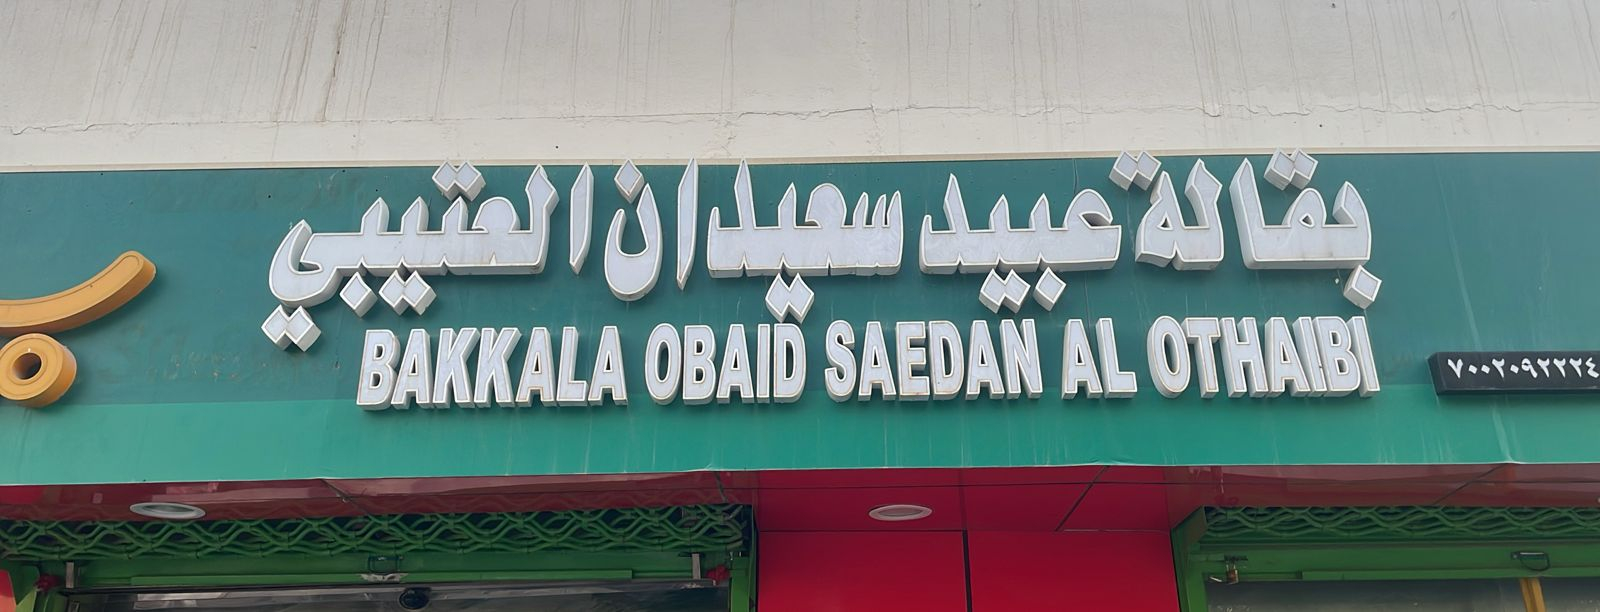 بقالة عبيد سعيدان العتيبي
BAKKALA OBAID SAEDAN AL OTHAIBI
٧٠٠٢٠٩٢٢٢٤